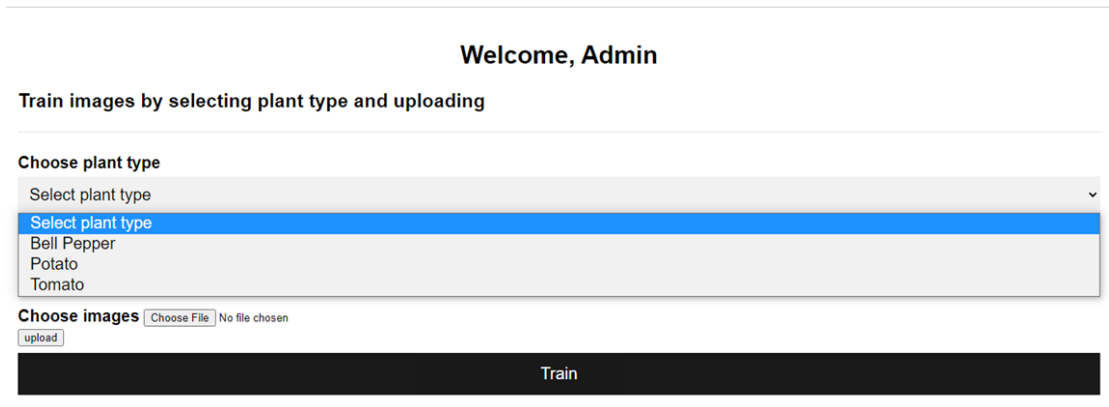 Welcome, Admin
Train images by selecting plant type and uploading
Choose plant type
Select plant type
Select plant type
Bell Pepper
Potato
Tomato
Choose images Choose File No file chosen
upload
Train